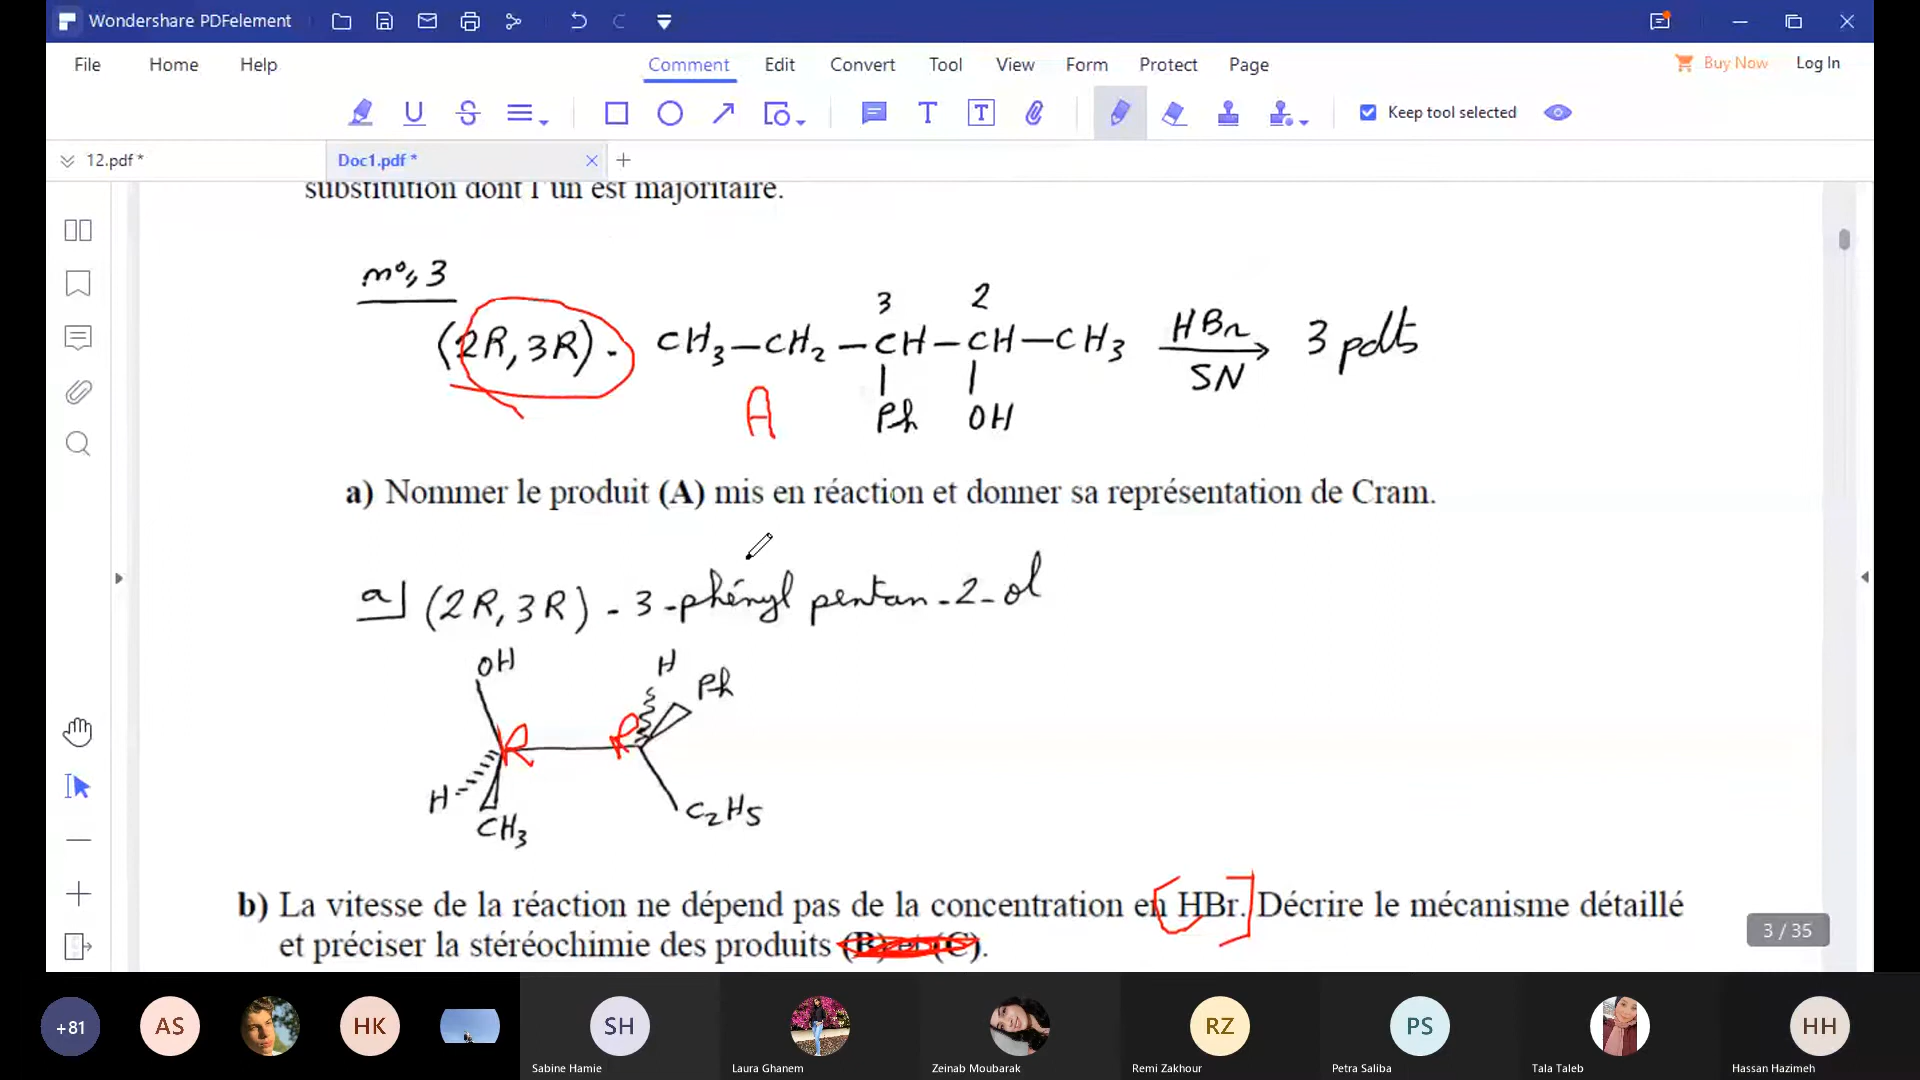 Wondershare PDFelement
File Home Help Comment Edit Convert Tool View Form Protect Page Buy Now Log In
Keep tool selected
12.pdf * Doc1.pdf *
substitution dont l'un est majoritaire.
n°,3
(2R,3R)- CH3–CH2–CH–CH–CH3 HBr SN 3 pdts
3 2
Ph OH
A
a) Nommer le produit (A) mis en réaction et donner sa représentation de Cram.
a] (2R,3R)-3-phényl pentan-2-ol
OH H Ph
R R
H CH3 C2H5
b) La vitesse de la réaction ne dépend pas de la concentration en HBr. Décrire le mécanisme détaillé
et préciser la stéréochimie des produits (B) et (C).
3 / 35
+81 AS HK SH RZ PS HH
Sabine Hamie Laura Ghanem Zeinab Moubarak Remi Zakhour Petra Saliba Tala Taleb Hassan Hazimeh